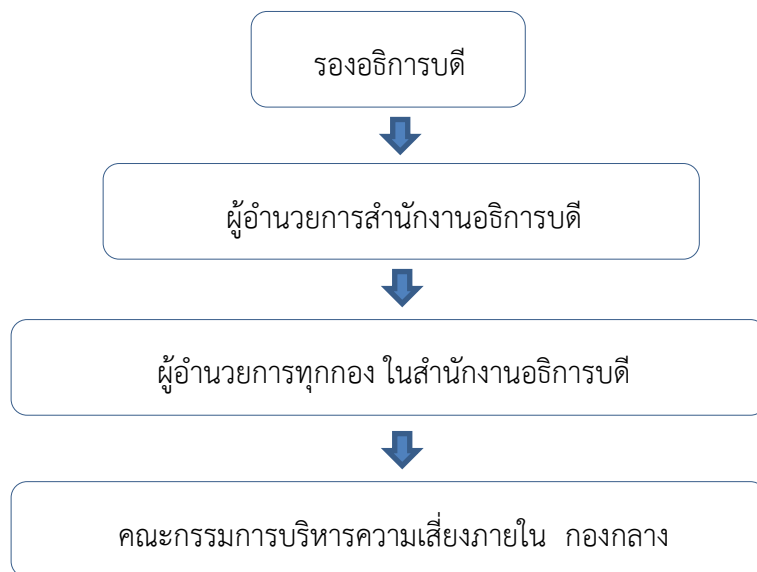 รองอธิการบดี
ผู้อำนวยการสำนักงานอธิการบดี
ผู้อำนวยการทุกกอง ในสำนักงานอธิการบดี
คณะกรรมการบริหารความเสี่ยงภายใน กองกลาง